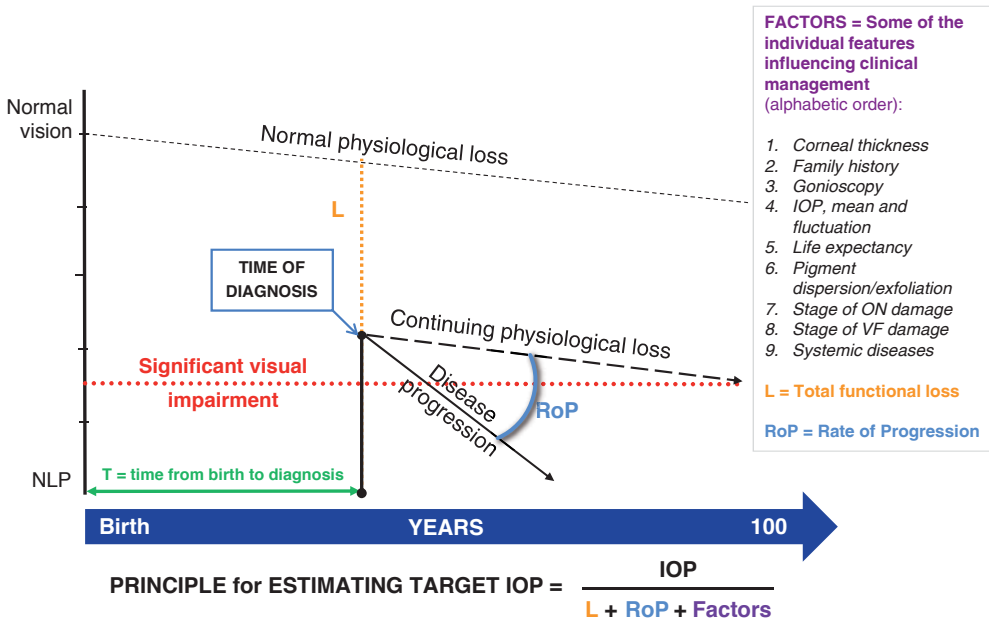 Normal
vision
Normal physiological loss
L
TIME OF
DIAGNOSIS
Continuing physiological loss
Significant visual
impairment
Disease
progression
RoP
T = time from birth to diagnosis
NLP
Birth
YEARS
100
PRINCIPLE for ESTIMATING TARGET IOP =
IOP
L + RoP + Factors
FACTORS = Some of the
individual features
influencing clinical
management
(alphabetic order):
1. Corneal thickness
2. Family history
3. Gonioscopy
4. IOP, mean and
fluctuation
5. Life expectancy
6. Pigment
dispersion/exfoliation
7. Stage of ON damage
8. Stage of VF damage
9. Systemic diseases
L = Total functional loss
RoP = Rate of Progression